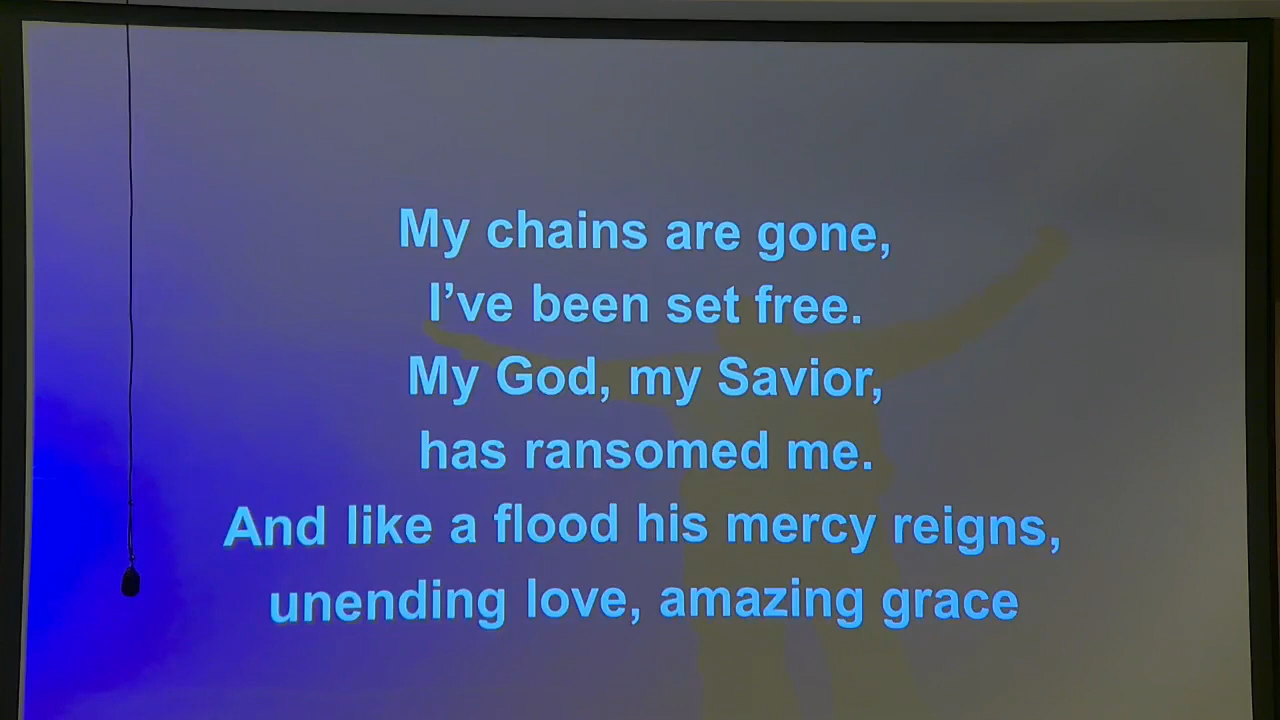 My chains are gone,
I’ve been set free.
My God, my Savior,
has ransomed me.
And like a flood his mercy reigns,
unending love, amazing grace